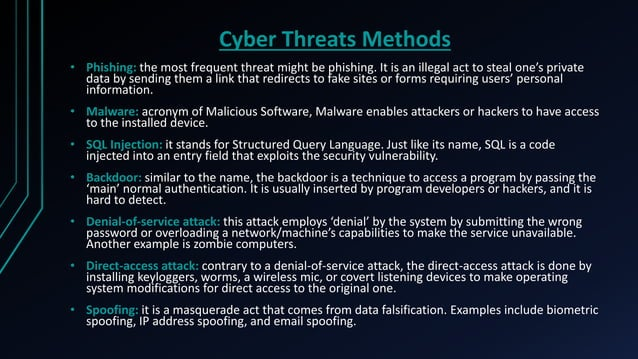 Cyber Threats Methods
• Phishing: the most frequent threat might be phishing. It is an illegal act to steal one's private
data by sending them a link that redirects to fake sites or forms requiring users' personal
information.
• Malware: acronym of Malicious Software, Malware enables attackers or hackers to have access
to the installed device.
• SQL Injection: it stands for Structured Query Language. Just like its name, SQL is a code
injected into an entry field that exploits the security vulnerability.
• Backdoor: similar to the name, the backdoor is a technique to access a program by passing the
'main' normal authentication. It is usually inserted by program developers or hackers, and it is
hard to detect.
• Denial-of-service attack: this attack employs 'denial' by the system by submitting the wrong
password or overloading a network/machine's capabilities to make the service unavailable.
Another example is zombie computers.
• Direct-access attack: contrary to a denial-of-service attack, the direct-access attack is done by
installing keyloggers, worms, a wireless mic, or covert listening devices to make operating
system modifications for direct access to the original one.
• Spoofing: it is a masquerade act that comes from data falsification. Examples include biometric
spoofing, IP address spoofing, and email spoofing.